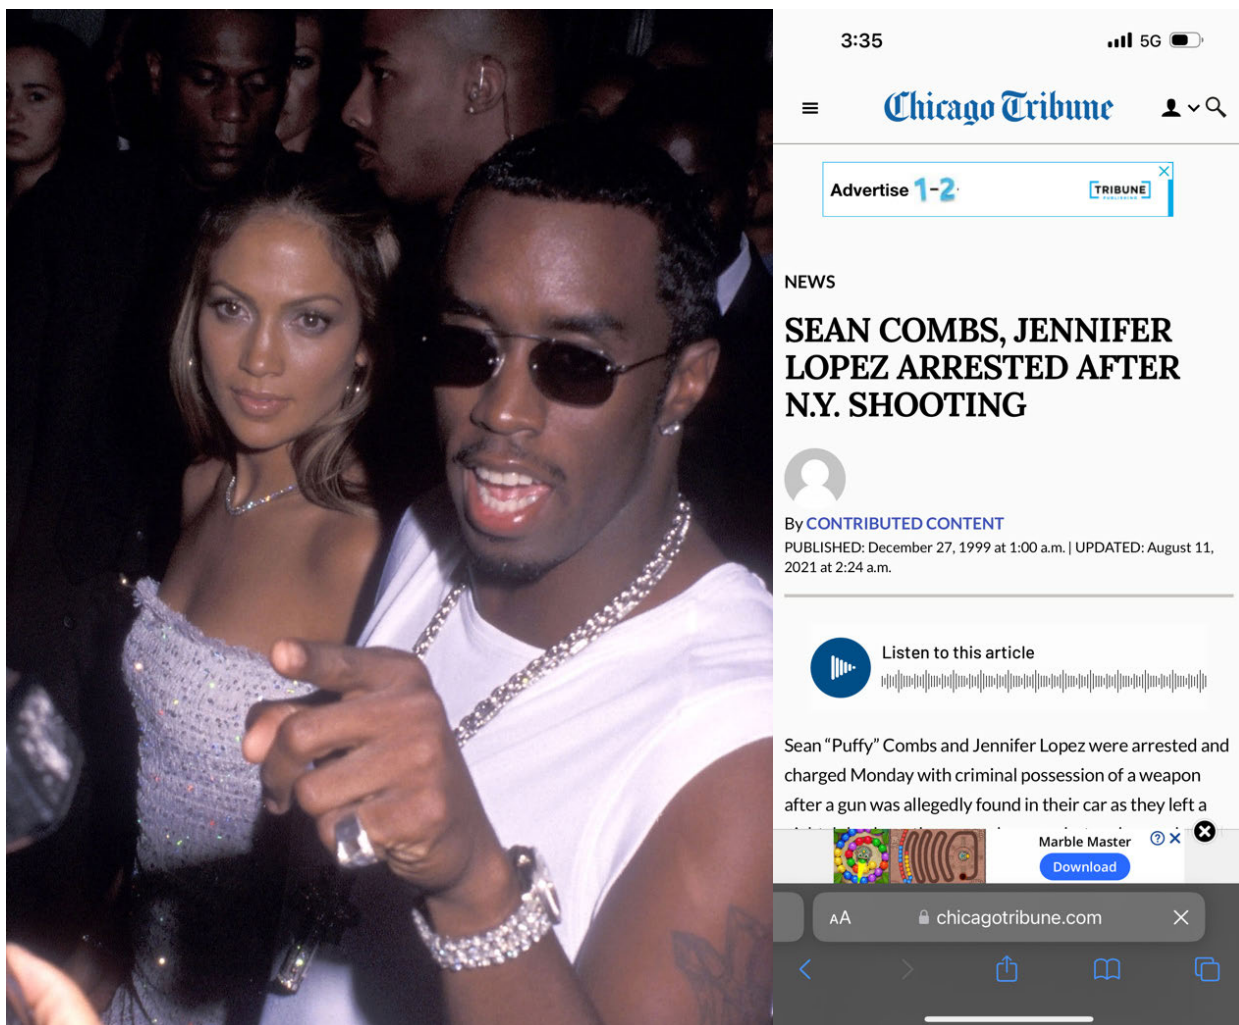 3:35
5G
Chicago Tribune
Advertise 1-2
TRIBUNE
PUBLISHING
NEWS
SEAN COMBS, JENNIFER
LOPEZ ARRESTED AFTER
N.Y. SHOOTING
By CONTRIBUTED CONTENT
PUBLISHED: December 27, 1999 at 1:00 a.m. | UPDATED: August 11,
2021 at 2:24 a.m.
Listen to this article
Sean “Puffy” Combs and Jennifer Lopez were arrested and
charged Monday with criminal possession of a weapon
after a gun was allegedly found in their car as they left a
Marble Master
Download
AA
chicagotribune.com